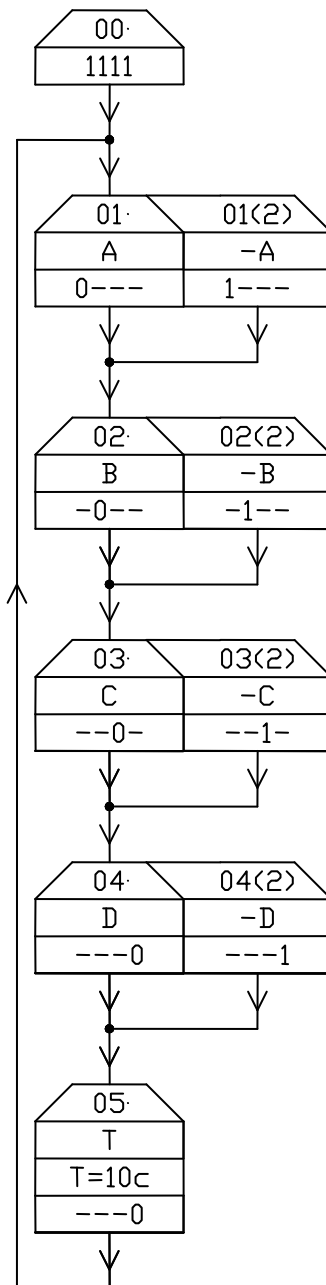 00
1111
01 01(2)
A -A
0--- 1---
02 02(2)
B -B
-0-- -1--
03 03(2)
C -C
--0- --1-
04 04(2)
D -D
---0 ---1
05
T
T=10c
---0